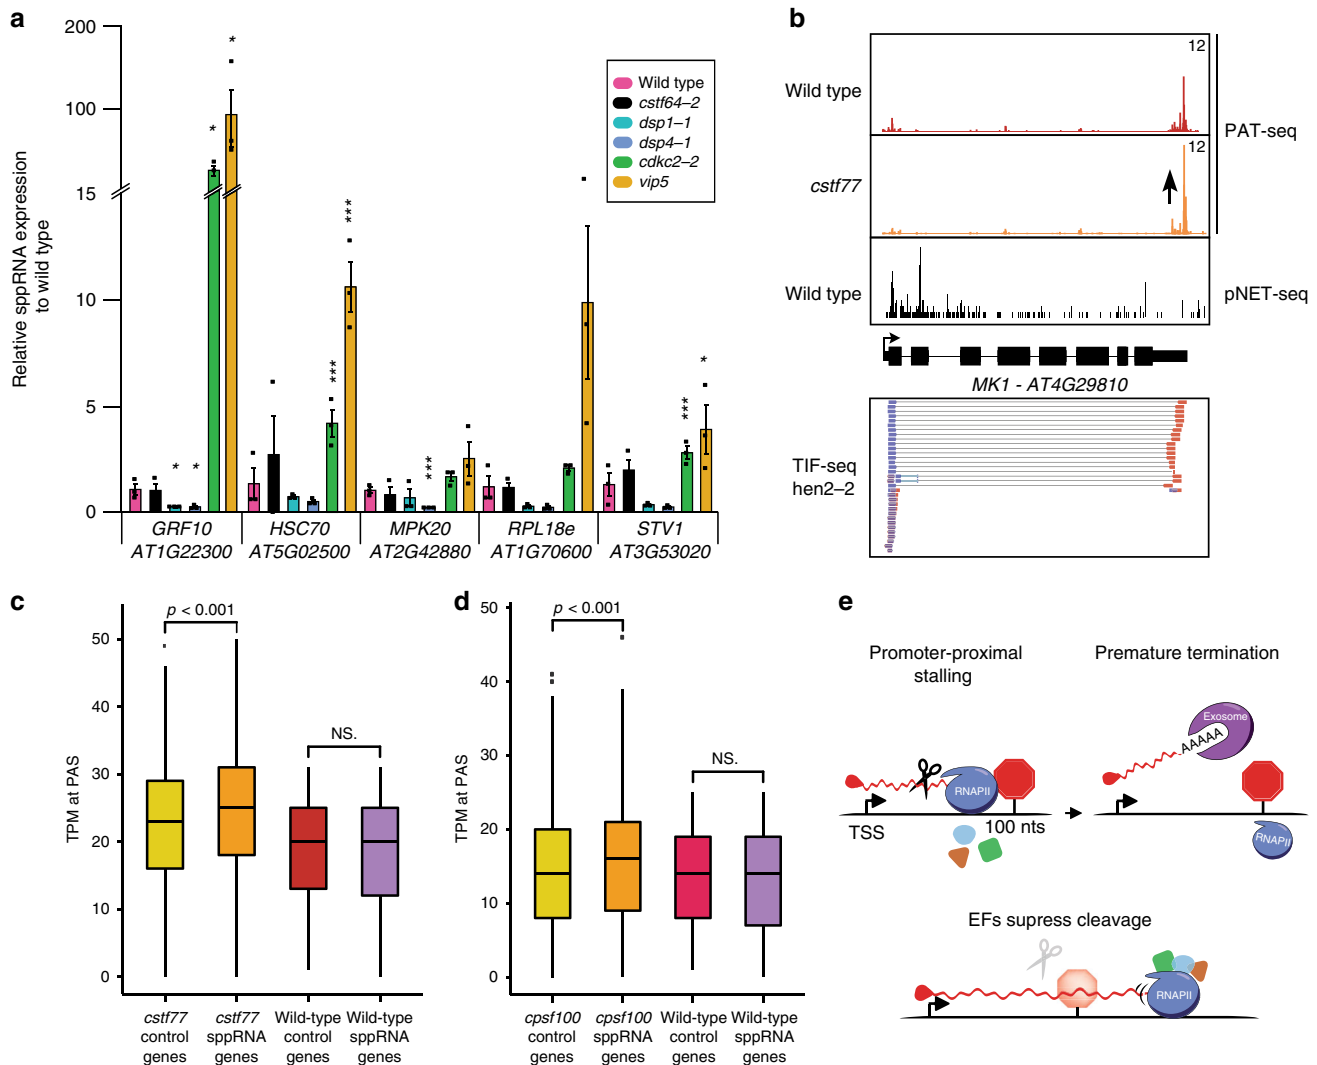 a
Relative sppRNA expression
to wild type
200
100
15
10
5
0
*
*
*
*
***
***
***
***
*
Wild type
cstf64–2
dsp1–1
dsp4–1
cdkc2–2
vip5
GRF10
AT1G22300
HSC70
AT5G02500
MPK20
AT2G42880
RPL18e
AT1G70600
STV1
AT3G53020
b
Wild type
12
cstf77
12
PAT-seq
Wild type
pNET-seq
MK1 - AT4G29810
TIF-seq
hen2–2
c
TPM at PAS
50
40
30
20
10
0
p < 0.001
NS.
cstf77
control
genes
cstf77
sppRNA
genes
Wild-type
control
genes
Wild-type
sppRNA
genes
d
TPM at PAS
50
40
30
20
10
0
p < 0.001
NS.
cpsf100
control
genes
cpsf100
sppRNA
genes
Wild-type
control
genes
Wild-type
sppRNA
genes
e
Promoter-proximal
stalling
Premature termination
RNAPII
TSS
100 nts
Exosome
AAAAA
RNAPII
EFs supress cleavage
RNAPII